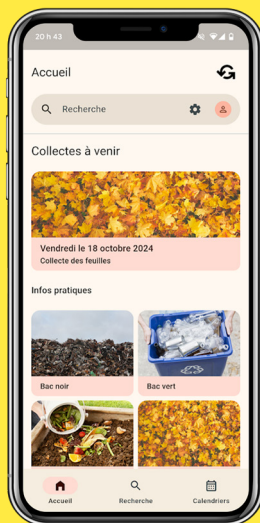 20 h 43
Accueil
Recherche
Collectes à venir
Vendredi le 18 octobre 2024
Collecte des feuilles
Infos pratiques
Bac noir
Bac vert
Accueil
Recherche
Calendriers